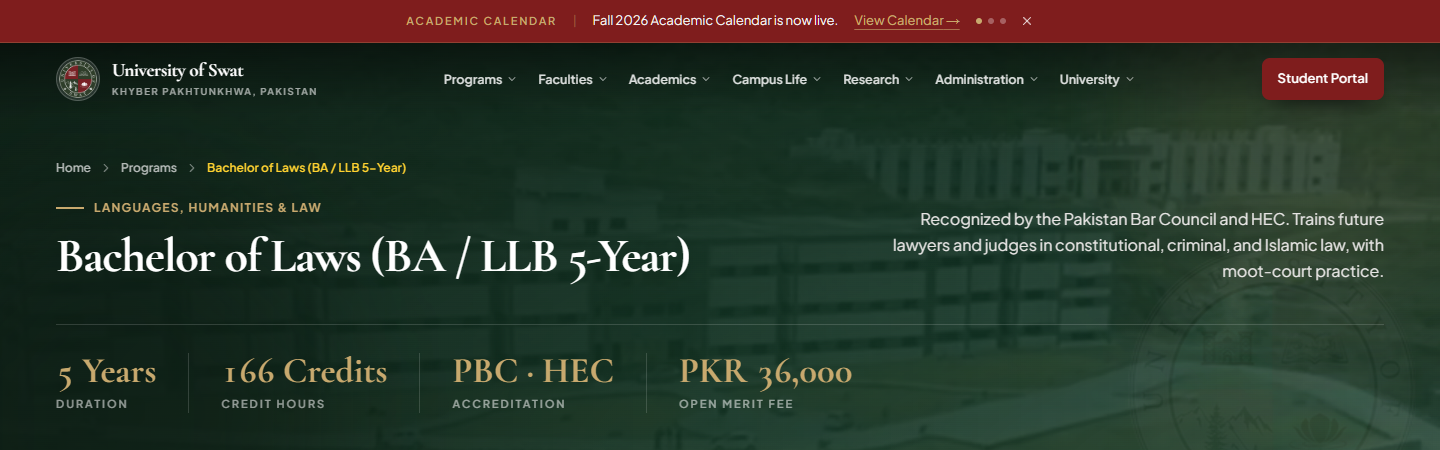 ACADEMIC CALENDAR | Fall 2026 Academic Calendar is now live. View Calendar → ×
University of Swat
KHYBER PAKHTUNKHWA, PAKISTAN
Programs Faculties Academics Campus Life Research Administration University
Student Portal
Home > Programs > Bachelor of Laws (BA / LLB 5-Year)
LANGUAGES, HUMANITIES & LAW
Bachelor of Laws (BA / LLB 5-Year)
Recognized by the Pakistan Bar Council and HEC. Trains future
lawyers and judges in constitutional, criminal, and Islamic law, with
moot-court practice.
5 Years
DURATION
166 Credits
CREDIT HOURS
PBC · HEC
ACCREDITATION
PKR 36,000
OPEN MERIT FEE